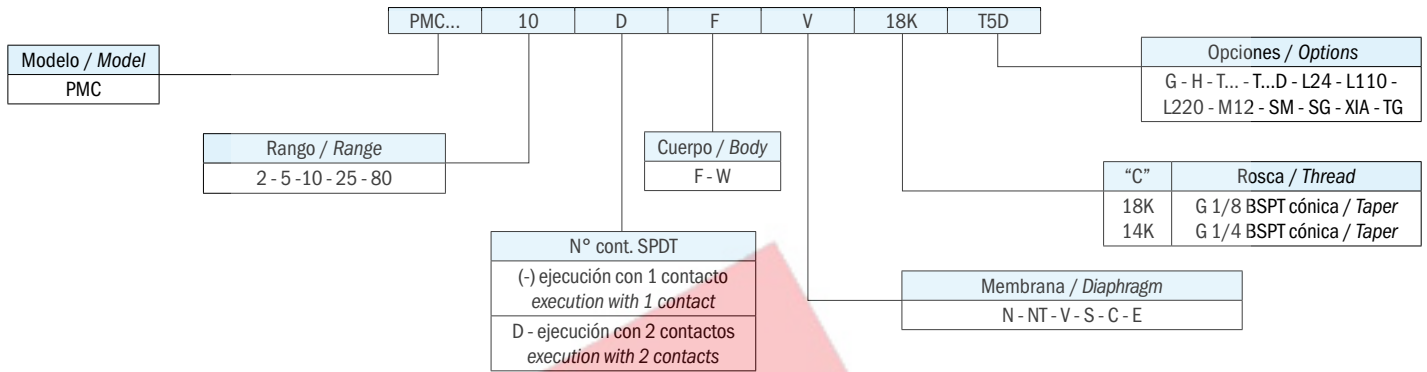 PMC... 10 D F V 18K T5D
Modelo / Model
PMC
Opciones / Options
G - H - T... - T...D - L24 - L110 -
L220 - M12 - SM - SG - XIA - TG
Rango / Range
2 - 5 -10 - 25 - 80
Cuerpo / Body
F - W
“C” Rosca / Thread
18K G 1/8 BSPT cónica / Taper
14K G 1/4 BSPT cónica / Taper
N° cont. SPDT
(-) ejecución con 1 contacto
execution with 1 contact
D - ejecución con 2 contactos
execution with 2 contacts
Membrana / Diaphragm
N - NT - V - S - C - E